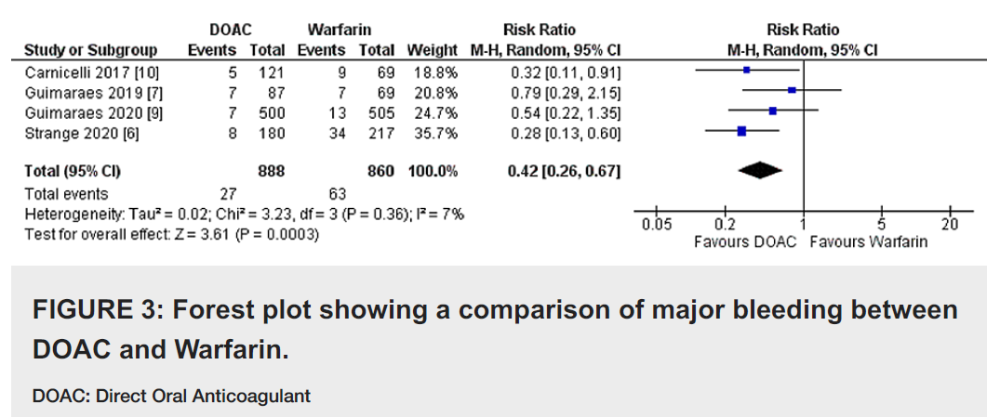 DOAC Warfarin Risk Ratio Risk Ratio
Study or Subgroup Events Total Events Total Weight M-H, Random, 95% CI M-H, Random, 95% CI
Carnicelli 2017 [10] 5 121 9 69 18.8% 0.32 [0.11, 0.91]
Guimaraes 2019 [7] 7 87 7 69 20.8% 0.79 [0.29, 2.15]
Guimaraes 2020 [9] 7 500 13 505 24.7% 0.54 [0.22, 1.35]
Strange 2020 [6] 8 180 34 217 35.7% 0.28 [0.13, 0.60]
Total (95% CI) 888 860 100.0% 0.42 [0.26, 0.67]
Total events 27 63
Heterogeneity: Tau² = 0.02; Chi² = 3.23, df = 3 (P = 0.36); I² = 7%
Test for overall effect: Z = 3.61 (P = 0.0003)
0.05 0.2 1 5 20
Favours DOAC Favours Warfarin
FIGURE 3: Forest plot showing a comparison of major bleeding between
DOAC and Warfarin.
DOAC: Direct Oral Anticoagulant